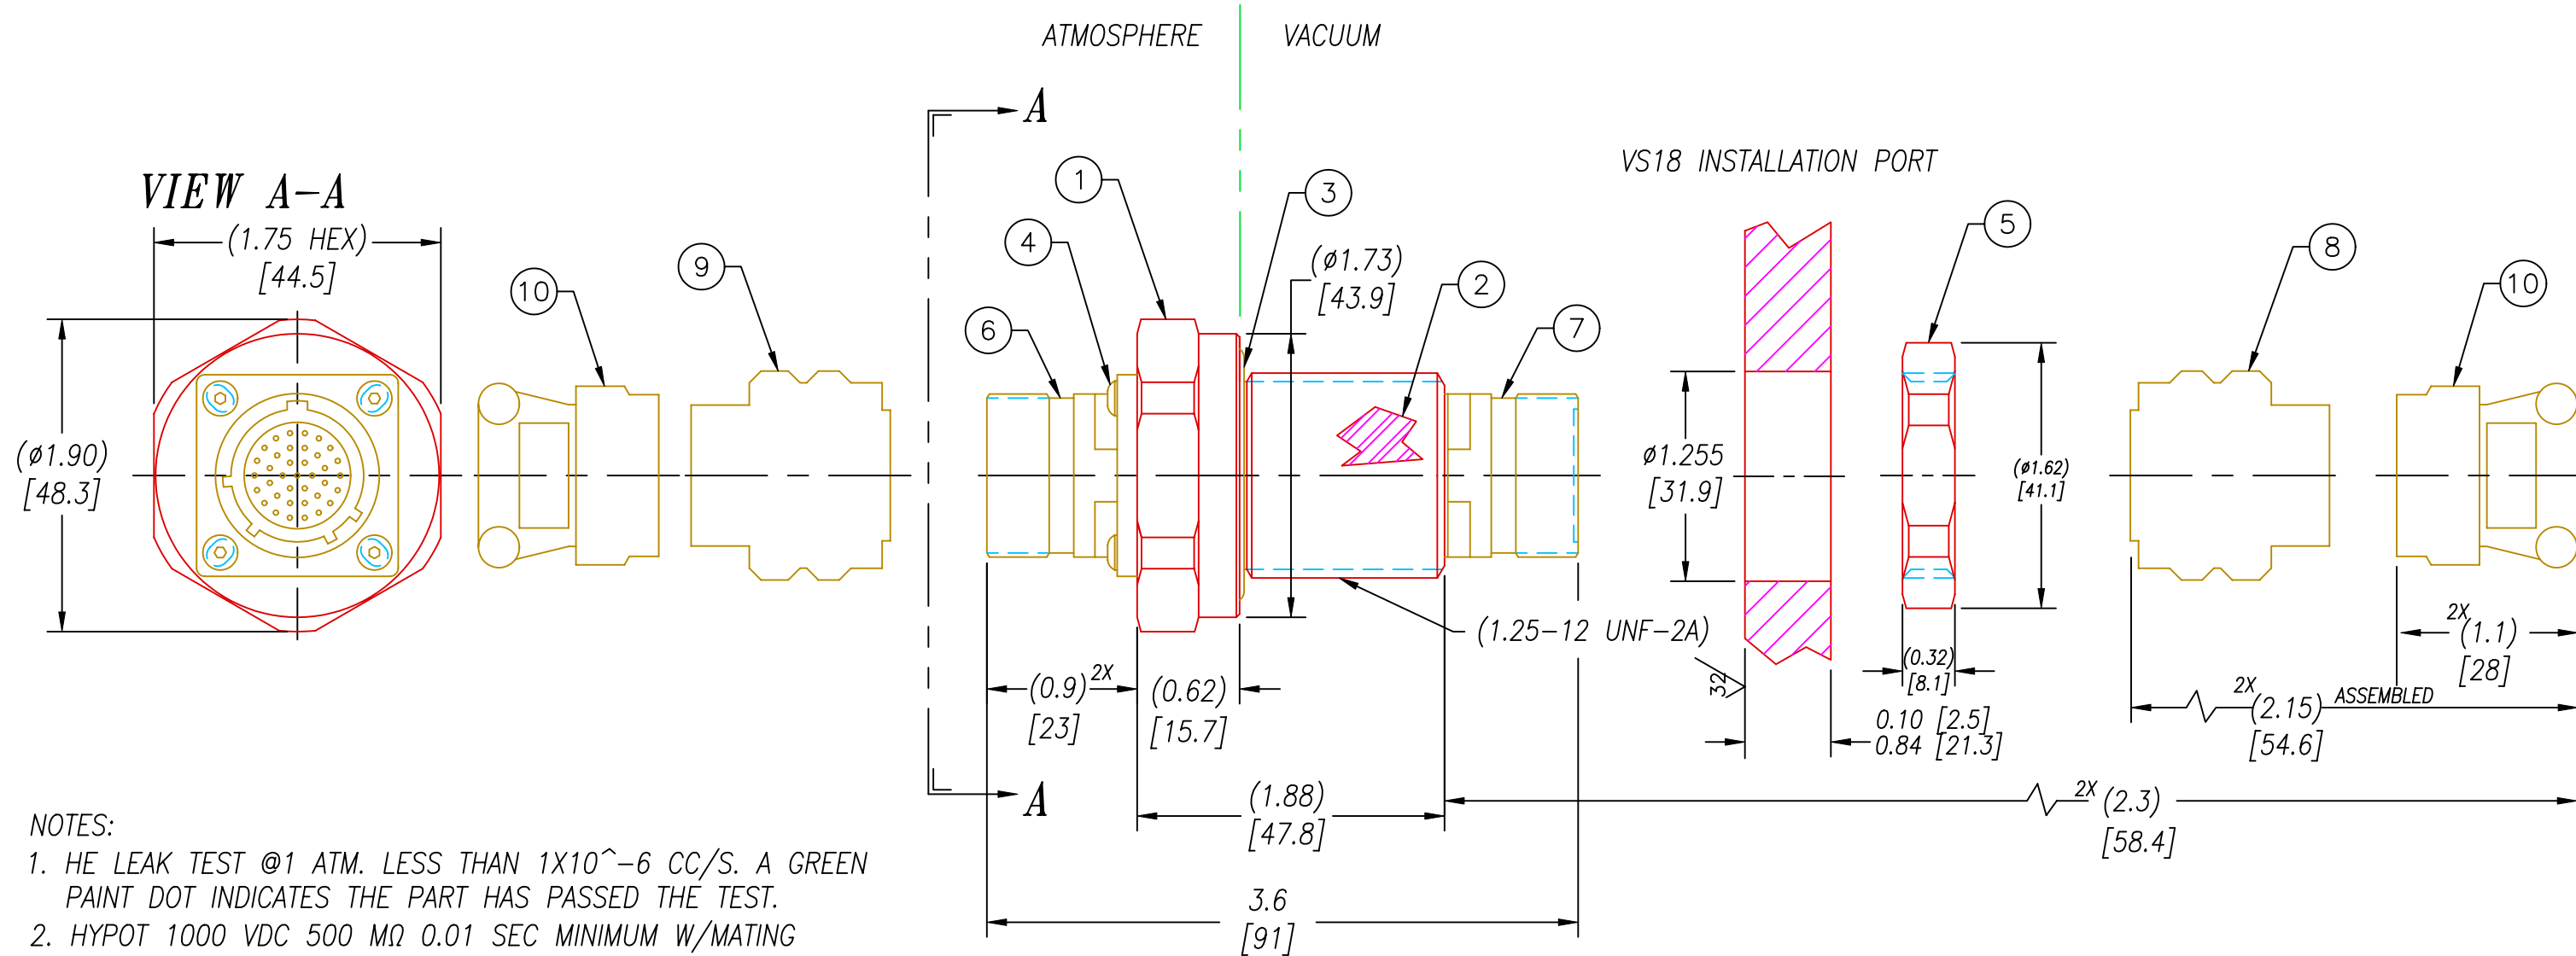 ATMOSPHERE VACUUM
A
VS18 INSTALLATION PORT
VIEW A-A
(1.75 HEX)
[44.5]
(ø1.90)
[48.3]
10
9
1
4
3
6
(ø1.73)
[43.9]
2
7
5
8
10
ø1.255
[31.9]
(ø1.62)
[41.1]
(1.25-12 UNF-2A)
32
(0.9) 2X
[23]
(0.62)
[15.7]
(0.32)
[8.1]
0.10 [2.5]
0.84 [21.3]
2X (1.1)
[28]
2X (2.15) ASSEMBLED
[54.6]
A
(1.88)
[47.8]
2X (2.3)
[58.4]
3.6
[91]
NOTES:
1. HE LEAK TEST @1 ATM. LESS THAN 1X10^-6 CC/S. A GREEN
PAINT DOT INDICATES THE PART HAS PASSED THE TEST.
2. HYPOT 1000 VDC 500 MΩ 0.01 SEC MINIMUM W/MATING